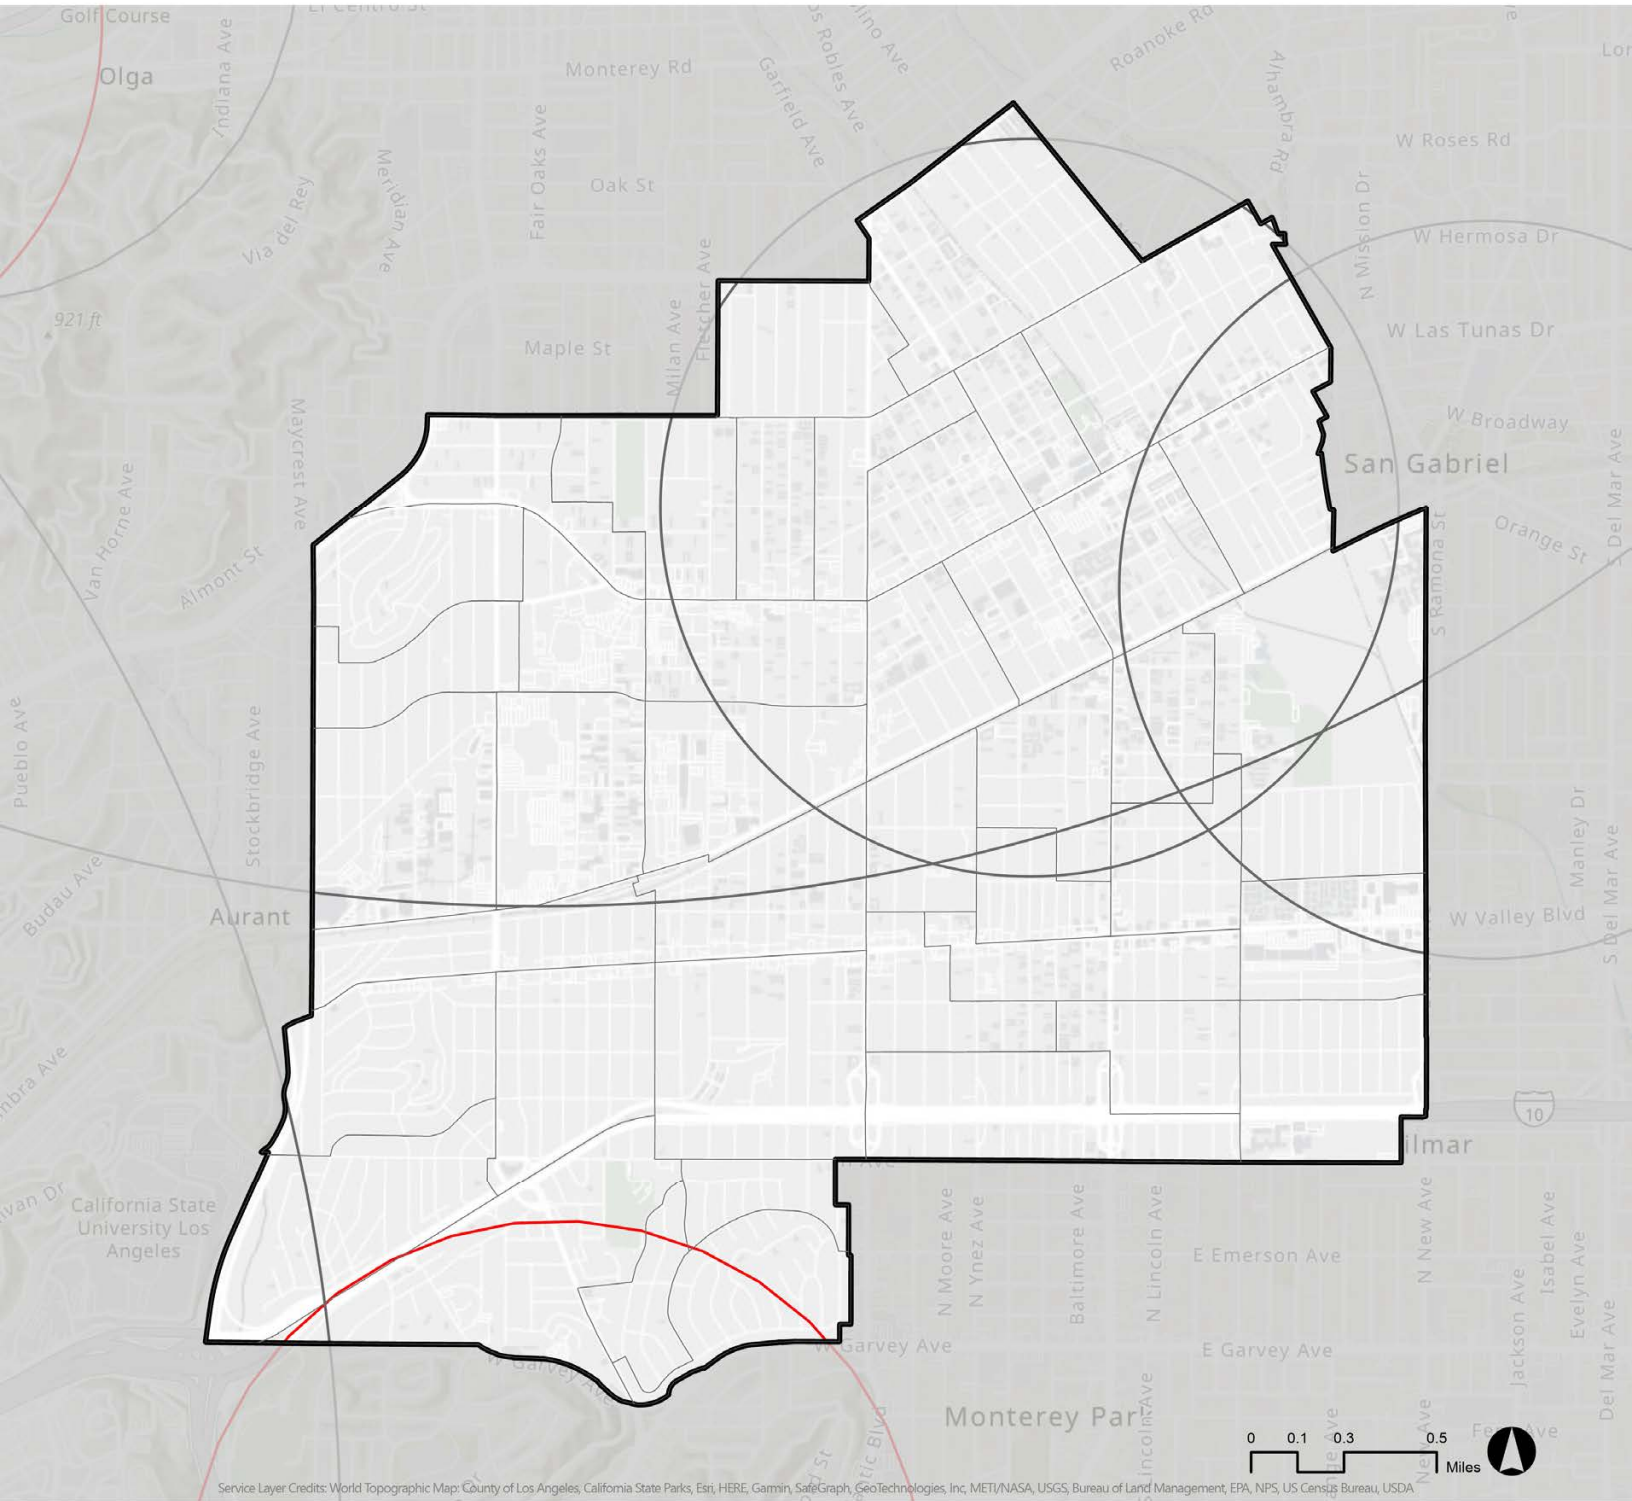 Golf Course
El Centro St
Olga
Indiana Ave
Monterey Rd
Garfield Ave
Roanoke Rd
Alhambra Rd
W Roses Rd
Meridian Ave
Fair Oaks Ave
Oak St
Via del Rey
N Mission Dr
W Hermosa Dr
921 ft
Milan Ave
Fletcher Ave
Maple St
W Las Tunas Dr
Maycrest Ave
W Broadway
San Gabriel
S Del Mar Ave
Van Horne Ave
Almont St
S Ramona St
Orange St
Pueblo Ave
Stockbridge Ave
Manley Dr
S Del Mar Ave
Budau Ave
Aurant
W Valley Blvd
10
California State
University Los
Angeles
N Moore Ave
N Ynez Ave
Baltimore Ave
N Lincoln Ave
E Emerson Ave
N New Ave
Isabel Ave
Evelyn Ave
Jackson Ave
Del Mar Ave
W Garvey Ave
W Garvey Ave
E Garvey Ave
Monterey Par
0 0.1 0.3 0.5
Miles
Service Layer Credits: World Topographic Map: County of Los Angeles, California State Parks, Esri, HERE, Garmin, SafeGraph, GeoTechnologies, Inc, METI/NASA, USGS, Bureau of Land Management, EPA, NPS, US Census Bureau, USDA